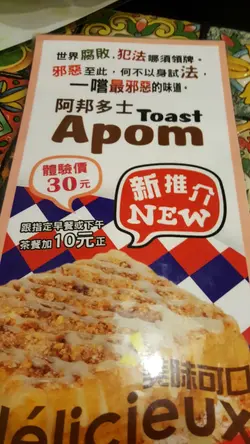 世界腐敗、犯法哪須領牌。
邪惡至此，何不以身試法，
一嚐最邪惡的味道。
阿邦多士 Toast
Apom
體驗價
30元
新推介
NEW
跟指定早餐或下午
茶餐加10元正
美味可口
délicieux